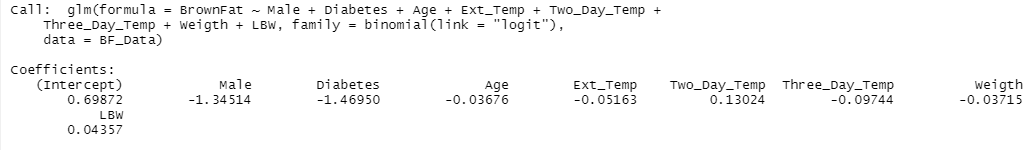 Call:  glm(formula = BrownFat ~ Male + Diabetes + Age + Ext_Temp + Two_Day_Temp +
    Three_Day_Temp + Weigth + LBW, family = binomial(link = "logit"),
    data = BF_Data)
Coefficients:
   (Intercept)            Male        Diabetes             Age        Ext_Temp    Two_Day_Temp  Three_Day_Temp          Weigth
       0.69872        -1.34514        -1.46950        -0.03676        -0.05163         0.13024        -0.09744        -0.03715
           LBW
       0.04357